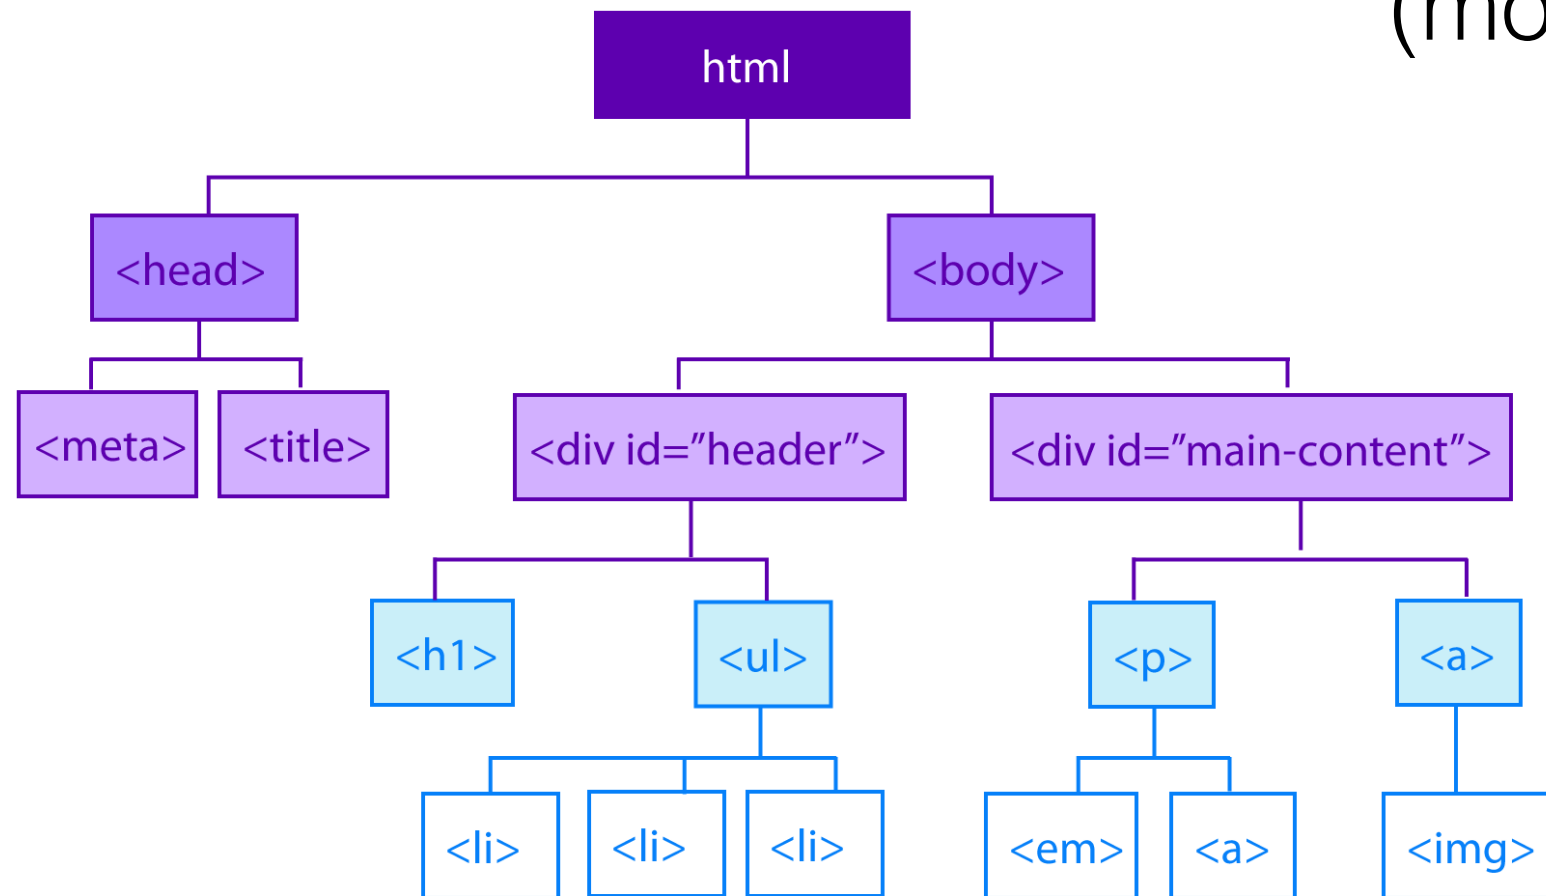 (mo
html
<head>
<body>
<meta>
<title>
<div id=”header”>
<div id=”main-content”>
<h1>
<ul>
<p>
<a>
<li>
<li>
<li>
<em>
<a>
<img>